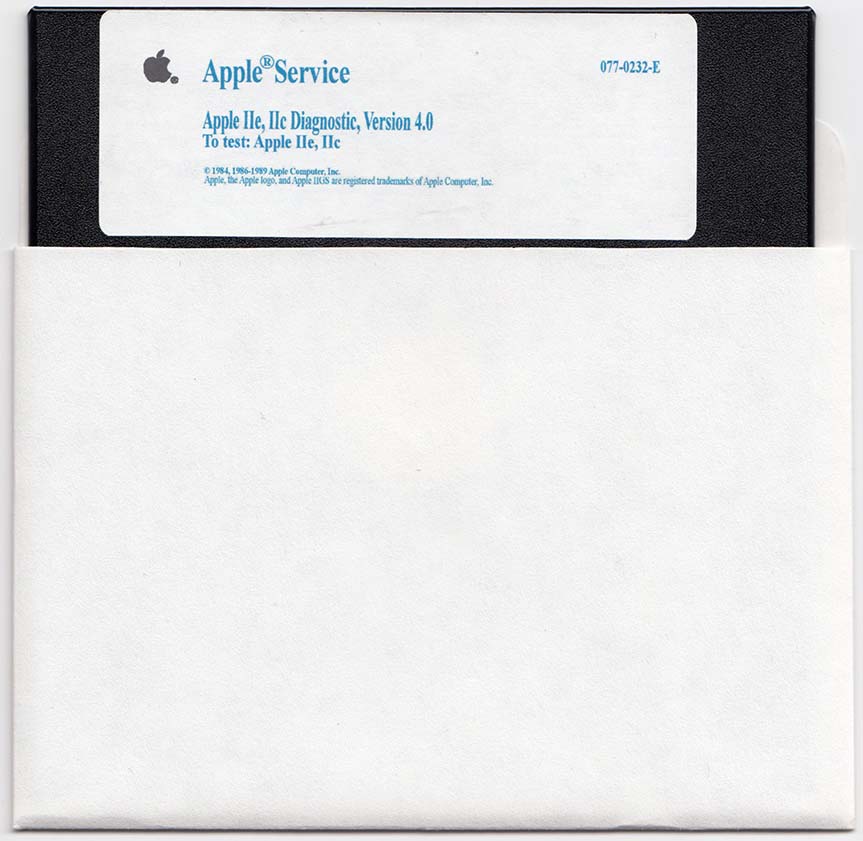 Apple®Service
077-0232-E
Apple IIe, IIc Diagnostic, Version 4.0
To test: Apple IIe, IIc
© 1984, 1986-1989 Apple Computer, Inc.
Apple, the Apple logo, and Apple IIGS are registered trademarks of Apple Computer, Inc.